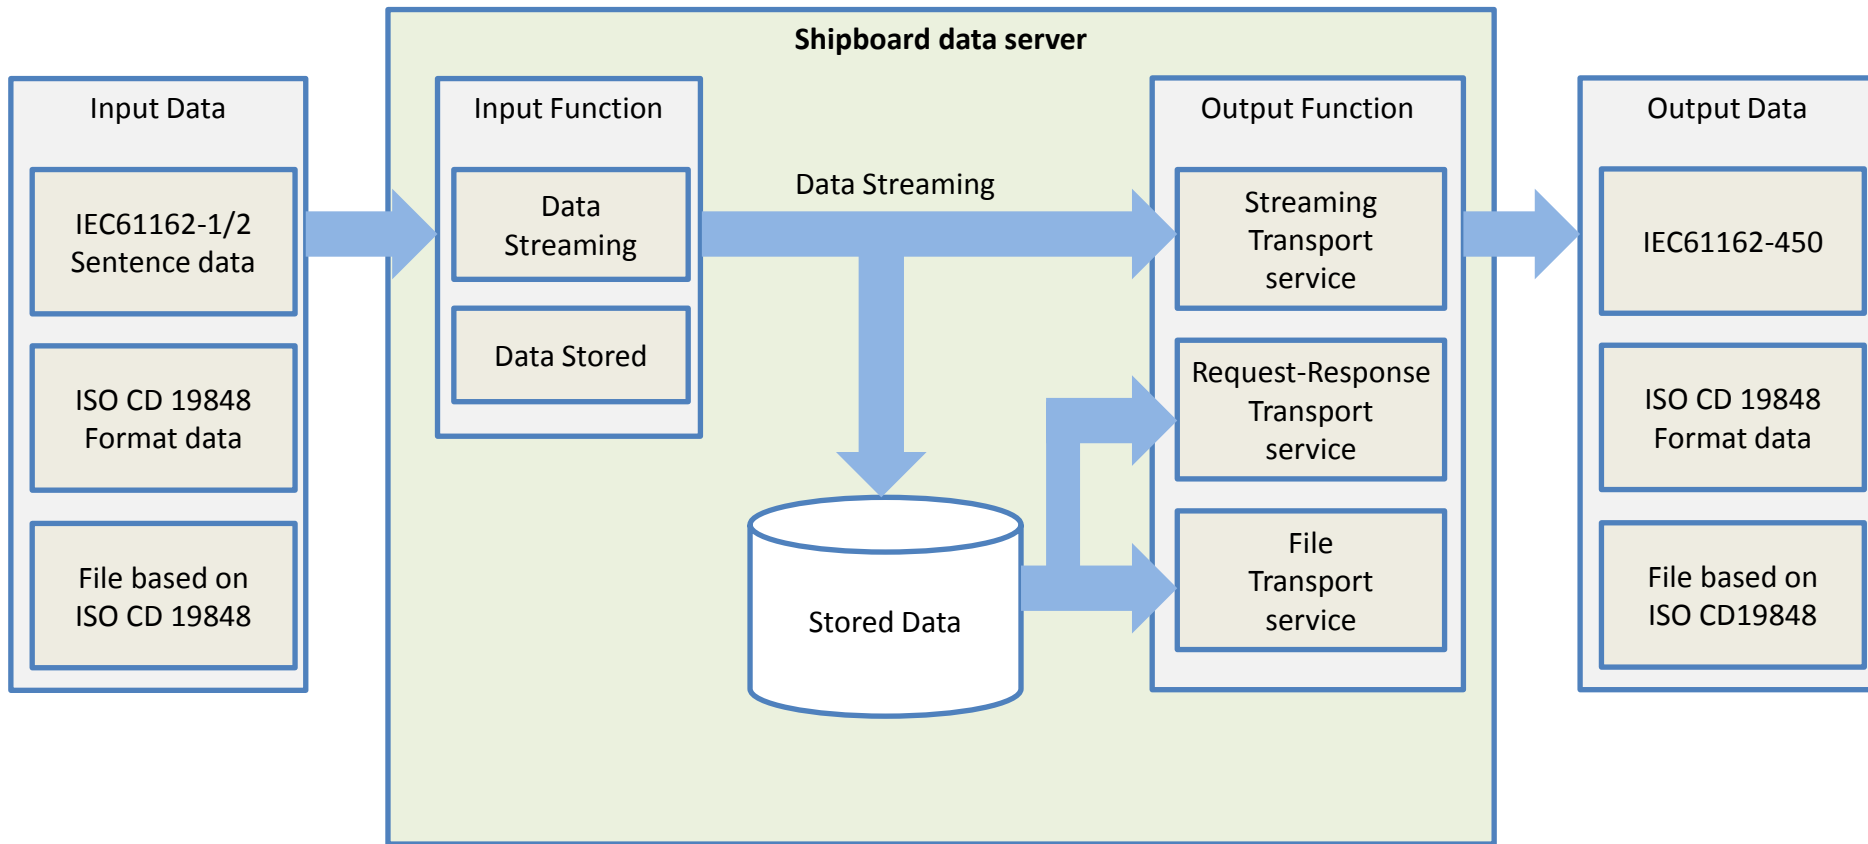 Shipboard data server
Input Data
IEC61162-1/2
Sentence data
ISO CD 19848
Format data
File based on
ISO CD 19848
Input Function
Data
Streaming
Data Stored
Data Streaming
Stored Data
Output Function
Streaming
Transport
service
Request-Response
Transport
service
File
Transport
service
Output Data
IEC61162-450
ISO CD 19848
Format data
File based on
ISO CD19848